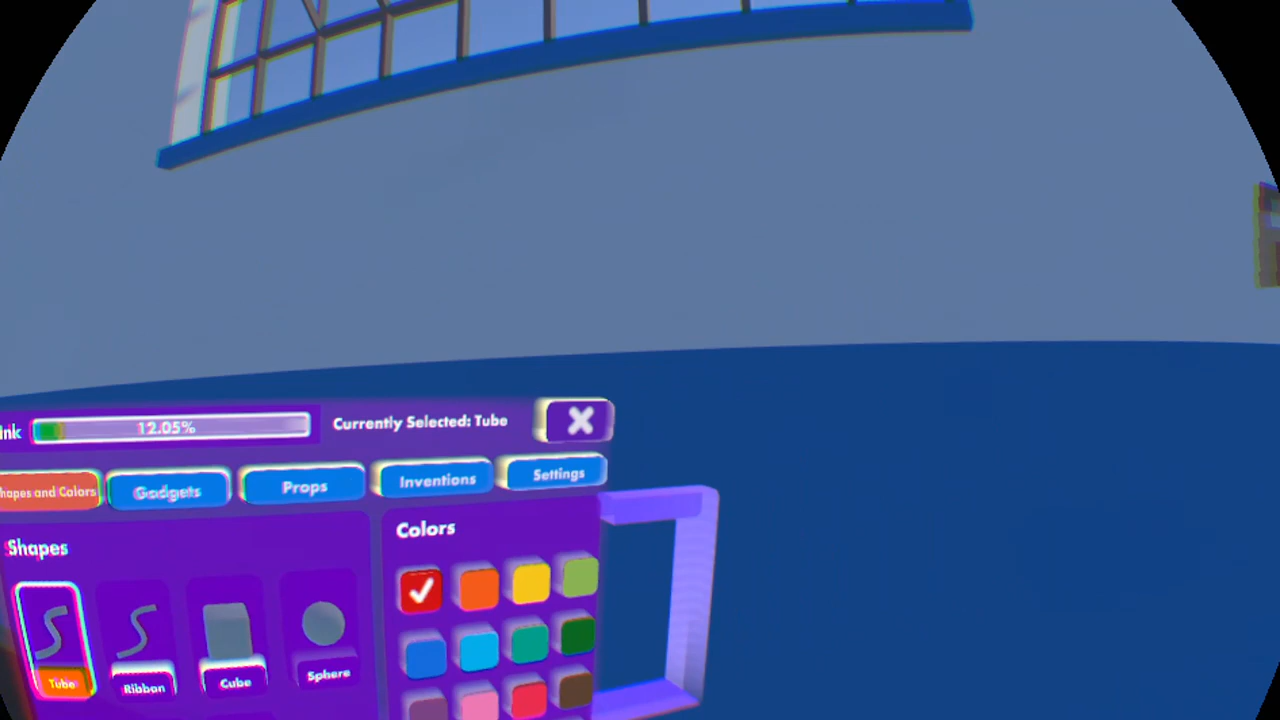 Ink 12.05% Currently Selected: Tube
hapes and Colors Gadgets Props Inventions Settings
Shapes
Colors
Tube Ribbon Cube Sphere